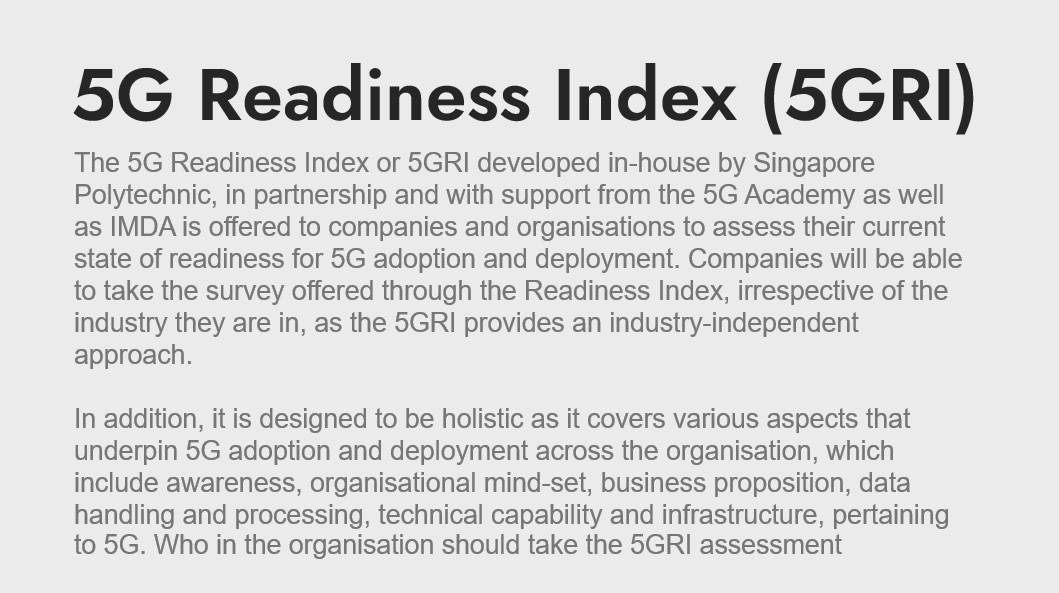 5G Readiness Index (5GRI)
The 5G Readiness Index or 5GRI developed in-house by Singapore
Polytechnic, in partnership and with support from the 5G Academy as well
as IMDA is offered to companies and organisations to assess their current
state of readiness for 5G adoption and deployment. Companies will be able
to take the survey offered through the Readiness Index, irrespective of the
industry they are in, as the 5GRI provides an industry-independent
approach.
In addition, it is designed to be holistic as it covers various aspects that
underpin 5G adoption and deployment across the organisation, which
include awareness, organisational mind-set, business proposition, data
handling and processing, technical capability and infrastructure, pertaining
to 5G. Who in the organisation should take the 5GRI assessment